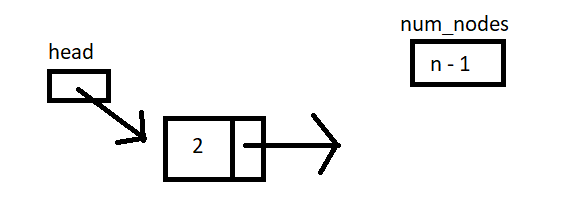 num_nodes
head
n - 1
2